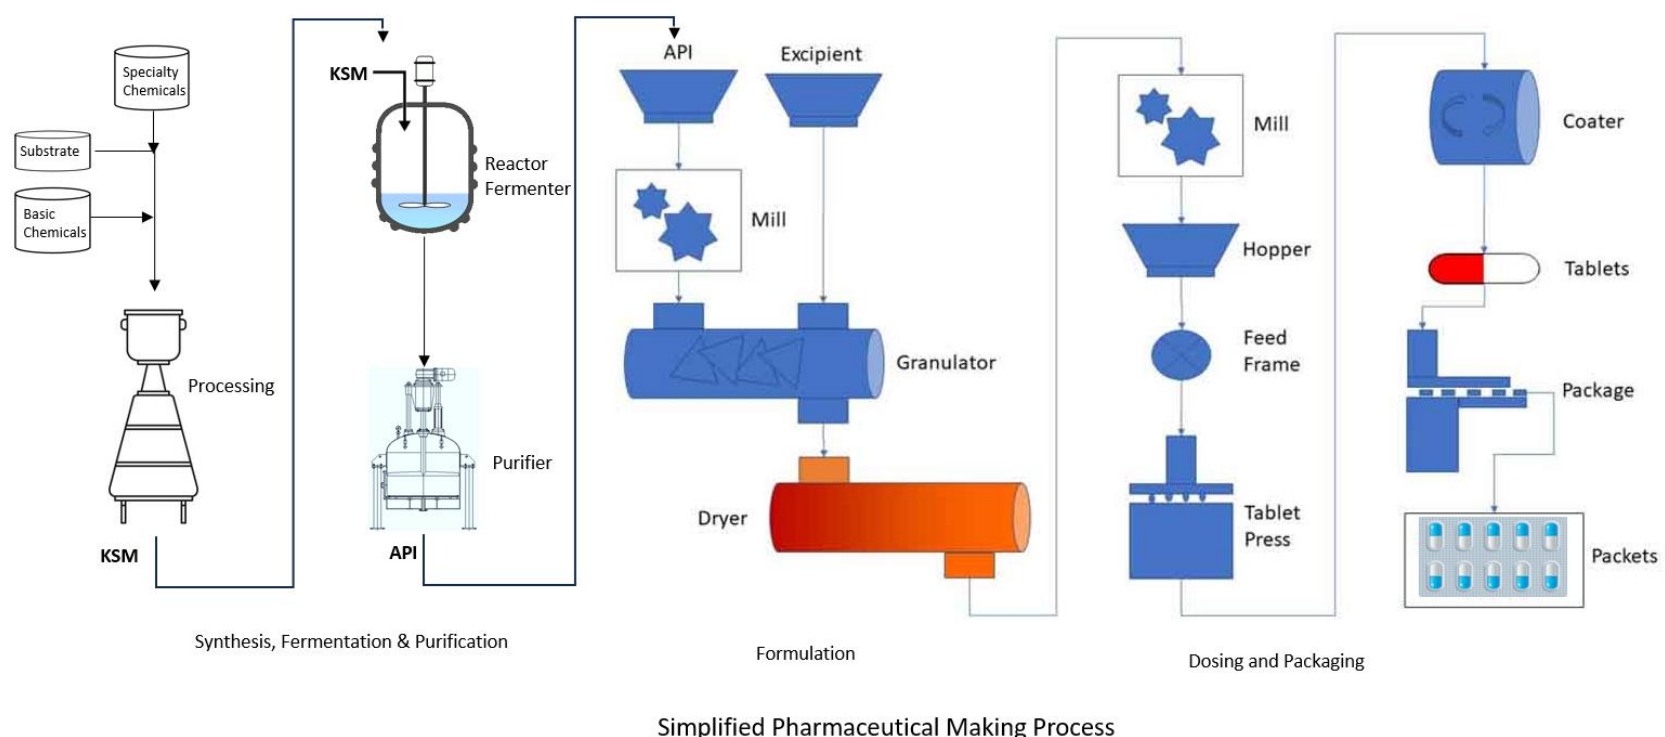 Specialty
Chemicals
Substrate
Basic
Chemicals
Processing
KSM
KSM
Reactor
Fermenter
Purifier
API
API
Excipient
Mill
Granulator
Dryer
Mill
Hopper
Feed
Frame
Tablet
Press
Coater
Tablets
Package
Packets
Synthesis, Fermentation & Purification
Formulation
Dosing and Packaging
Simplified Pharmaceutical Making Process